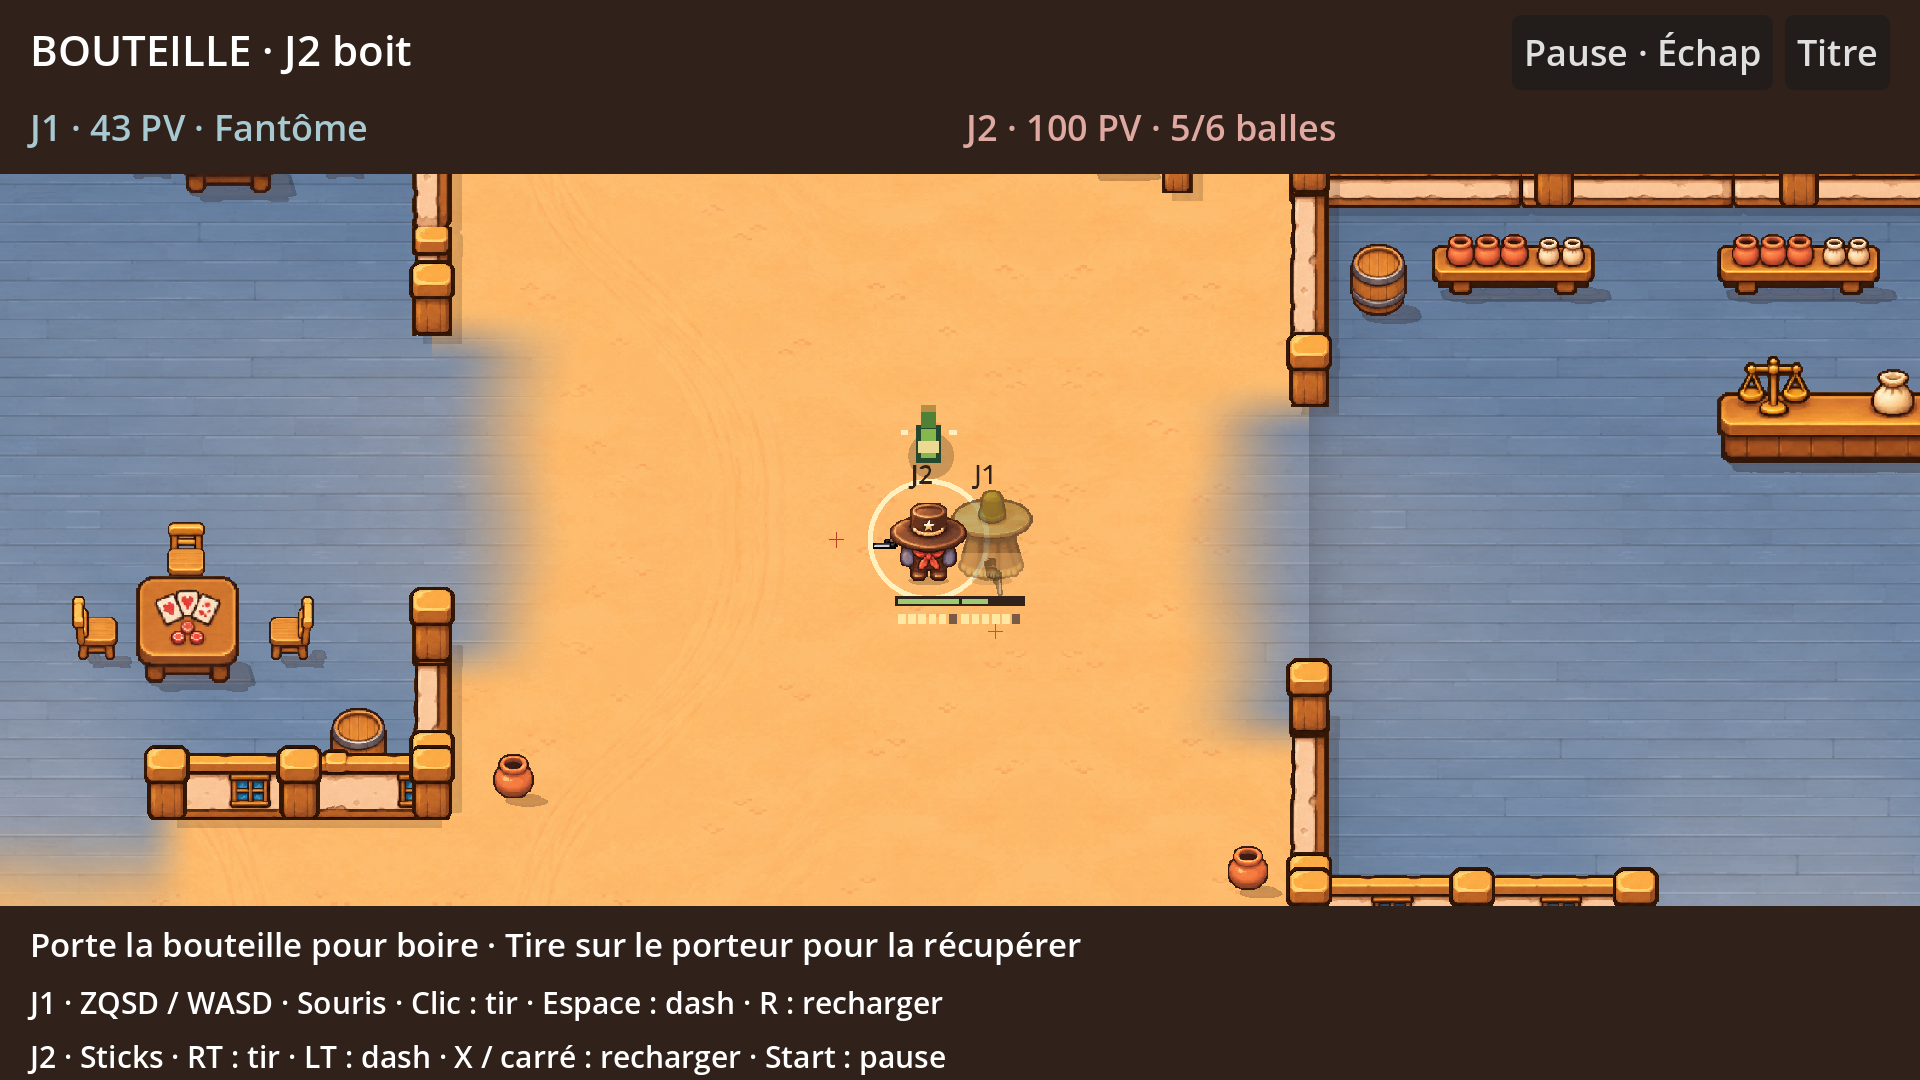 BOUTEILLE · J2 boit
Pause · Échap
Titre
J1 · 43 PV · Fantôme
J2 · 100 PV · 5/6 balles
J2
J1
Porte la bouteille pour boire · Tire sur le porteur pour la récupérer
J1 · ZQSD / WASD · Souris · Clic : tir · Espace : dash · R : recharger
J2 · Sticks · RT : tir · LT : dash · X / carré : recharger · Start : pause